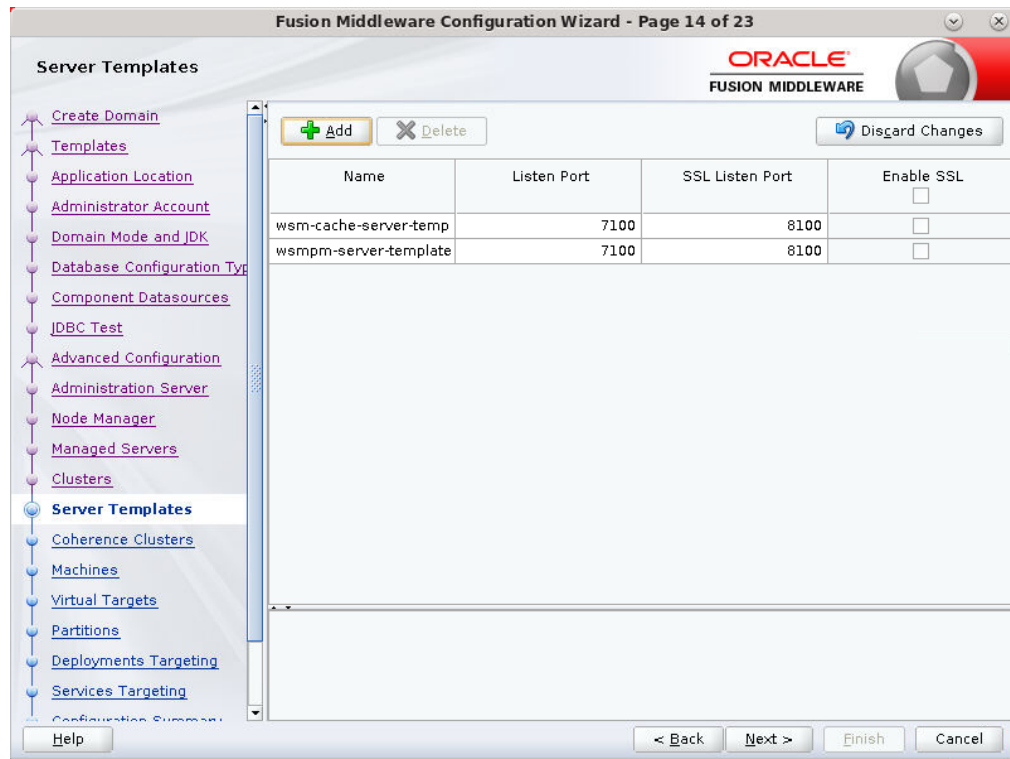 Fusion Middleware Configuration Wizard - Page 14 of 23
Server Templates
ORACLE
FUSION MIDDLEWARE
Create Domain
Templates
Application Location
Administrator Account
Domain Mode and JDK
Database Configuration Typ
Component Datasources
JDBC Test
Advanced Configuration
Administration Server
Node Manager
Managed Servers
Clusters
Server Templates
Coherence Clusters
Machines
Virtual Targets
Partitions
Deployments Targeting
Services Targeting
Configuration Summary
Add Delete Discard Changes
Name Listen Port SSL Listen Port Enable SSL
wsm-cache-server-temp 7100 8100
wsmpm-server-template 7100 8100
Help < Back Next > Finish Cancel